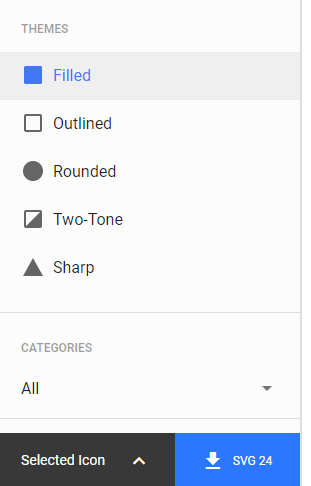 THEMES
Filled
Outlined
Rounded
Two-Tone
Sharp
CATEGORIES
All
Selected Icon
SVG 24